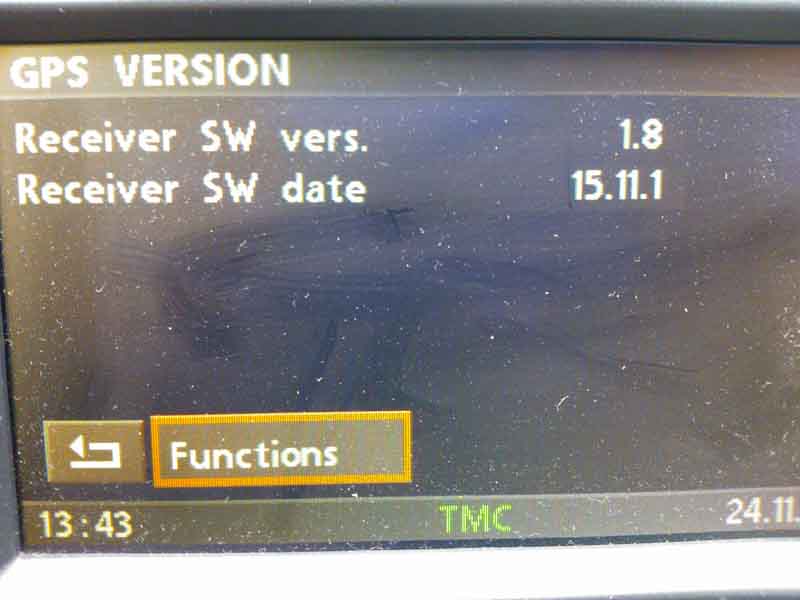 GPS VERSION
Receiver SW vers. 1.8
Receiver SW date 15.11.1
Functions
13:43 TMC 24.11.